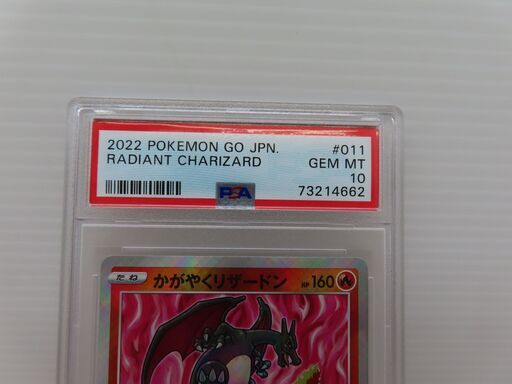 2022 POKEMON GO JPN. #011
RADIANT CHARIZARD GEM MT
10
PSA 73214662
たね かがやくリザードン HP160